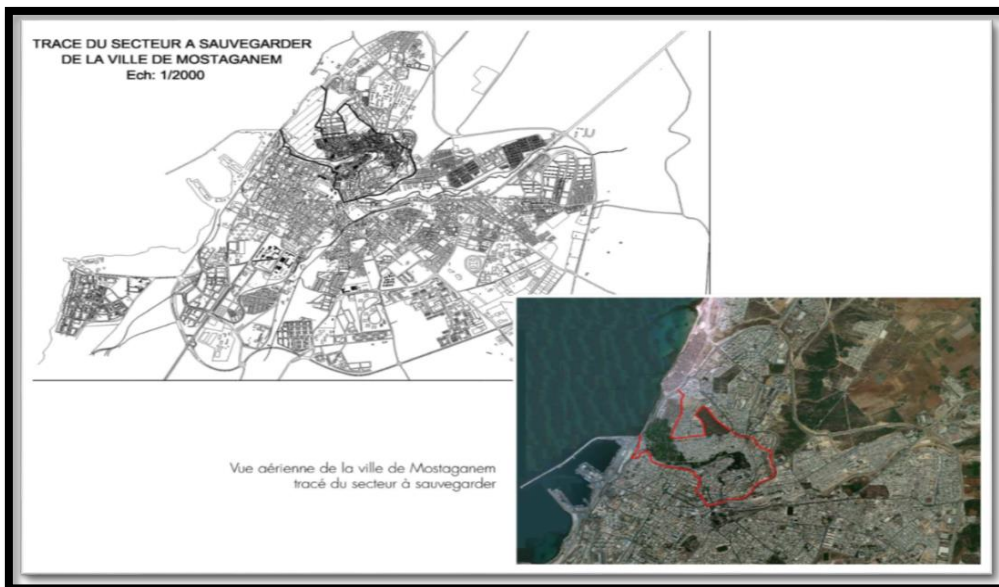 TRACE DU SECTEUR A SAUVEGARDER
DE LA VILLE DE MOSTAGANEM
Ech: 1/2000
Vue aérienne de la ville de Mostaganem
tracé du secteur à sauvegarder